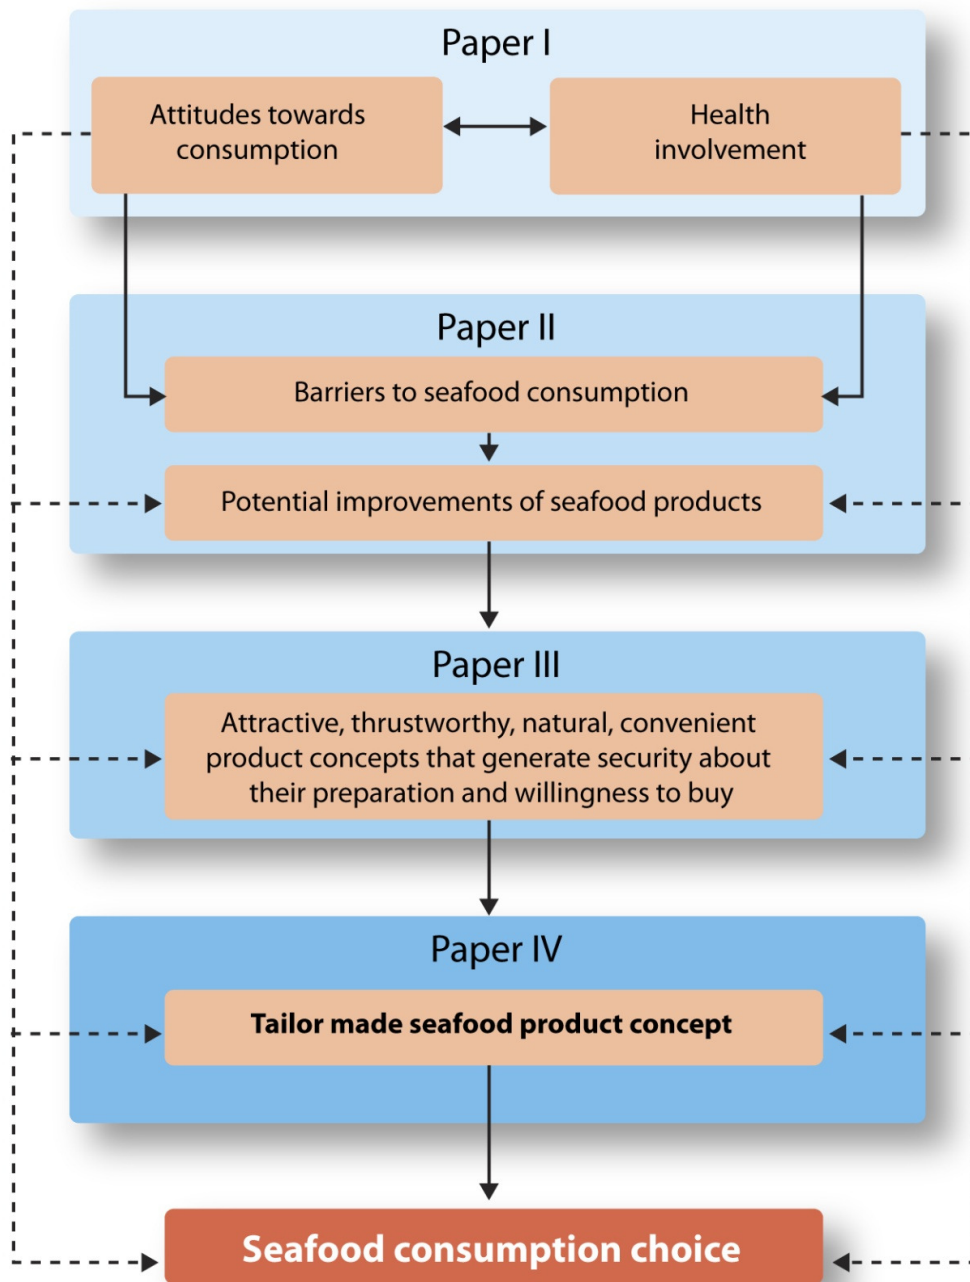 Paper I
Attitudes towards
consumption
Health
involvement
Paper II
Barriers to seafood consumption
Potential improvements of seafood products
Paper III
Attractive, thrustworthy, natural, convenient
product concepts that generate security about
their preparation and willingness to buy
Paper IV
Tailor made seafood product concept
Seafood consumption choice